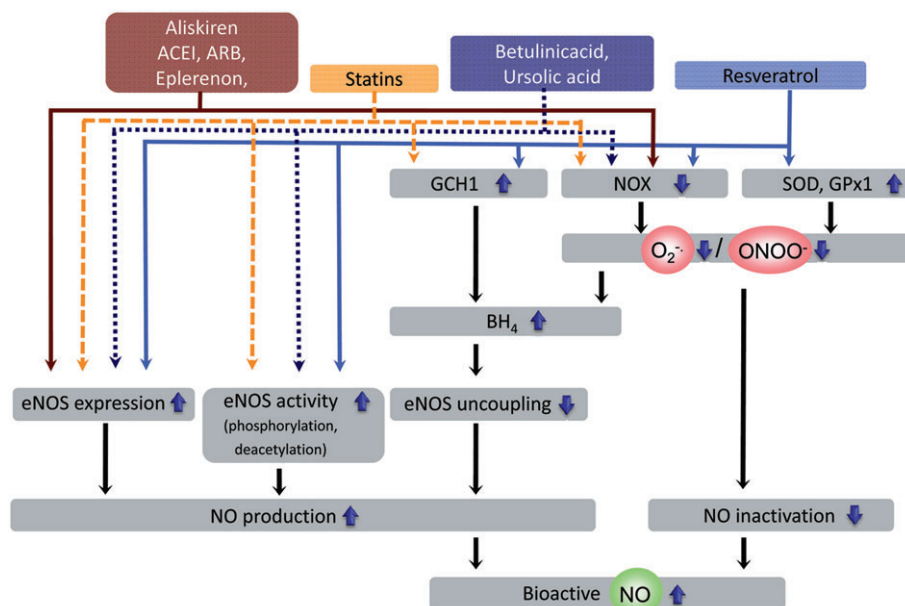 Aliskiren
ACEI, ARB,
Eplerenon,
Statins
Betulinicacid,
Ursolic acid
Resveratrol
GCH1
NOX
SOD, GPx1
O₂⁻· / ONOO⁻
BH₄
eNOS expression
eNOS activity
(phosphorylation,
deacetylation)
eNOS uncoupling
NO production
NO inactivation
Bioactive NO